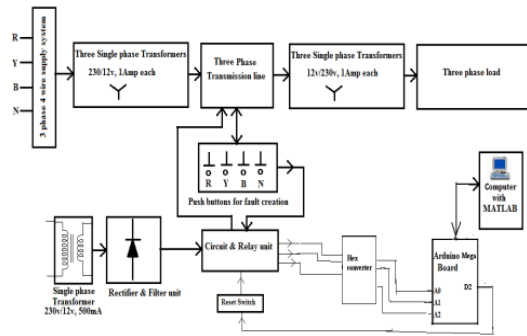 R
Y
B
N
3 phase 4 wire supply system
Three Single phase Transformers
230/12v, 1Amp each
Three Phase
Transmission line
Three Single phase Transformers
12v/230v, 1Amp each
Three phase load
R Y B N
Push buttons for fault creation
Computer
with
MATLAB
Single phase
Transformer
230v/12v, 500mA
Rectifier & Filter unit
Circuit & Relay unit
Hex
converter
Arduino Mega
Board
D2
A0
A1
A2
Reset Switch